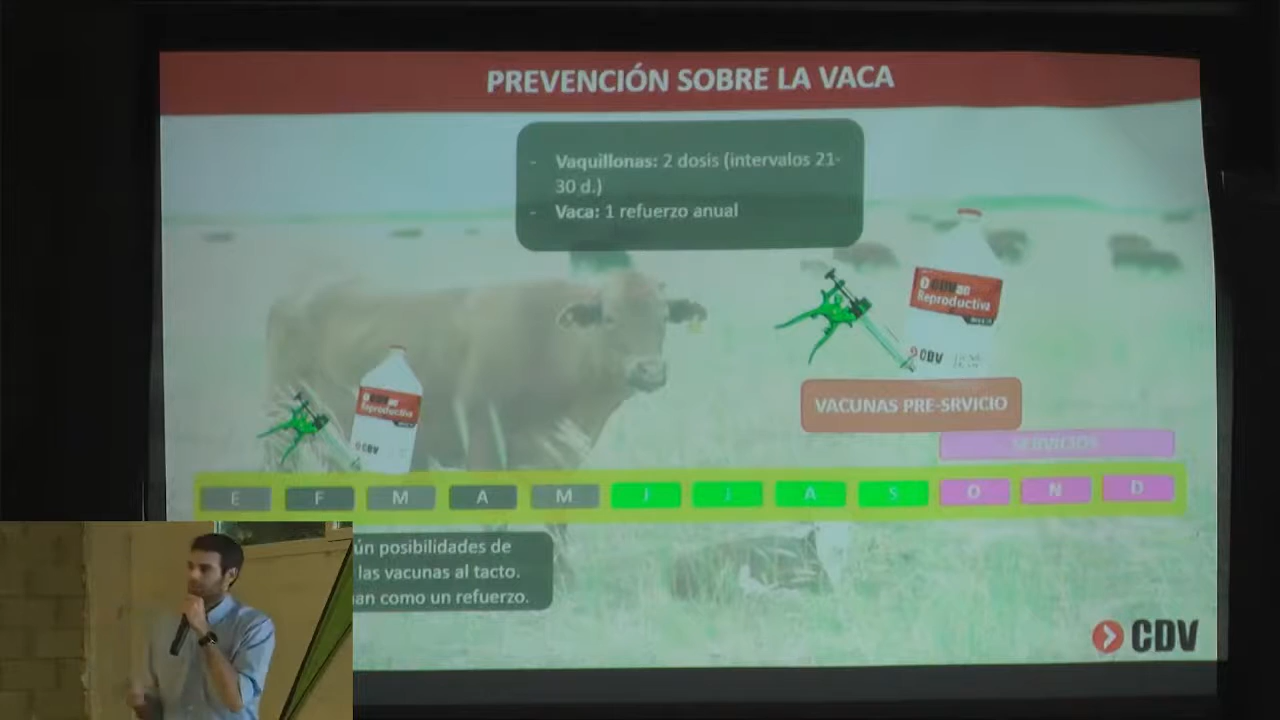 PREVENCIÓN SOBRE LA VACA
- Vaquillonas: 2 dosis (intervalos 21-
30 d.)
- Vaca: 1 refuerzo anual
Reproductiva
CDV
Reproductiva
CDV
VACUNAS PRE-SRVICIO
SERVICIOS
E F M A M J J A S O N D
ún posibilidades de
las vacunas al tacto.
an como un refuerzo.
CDV